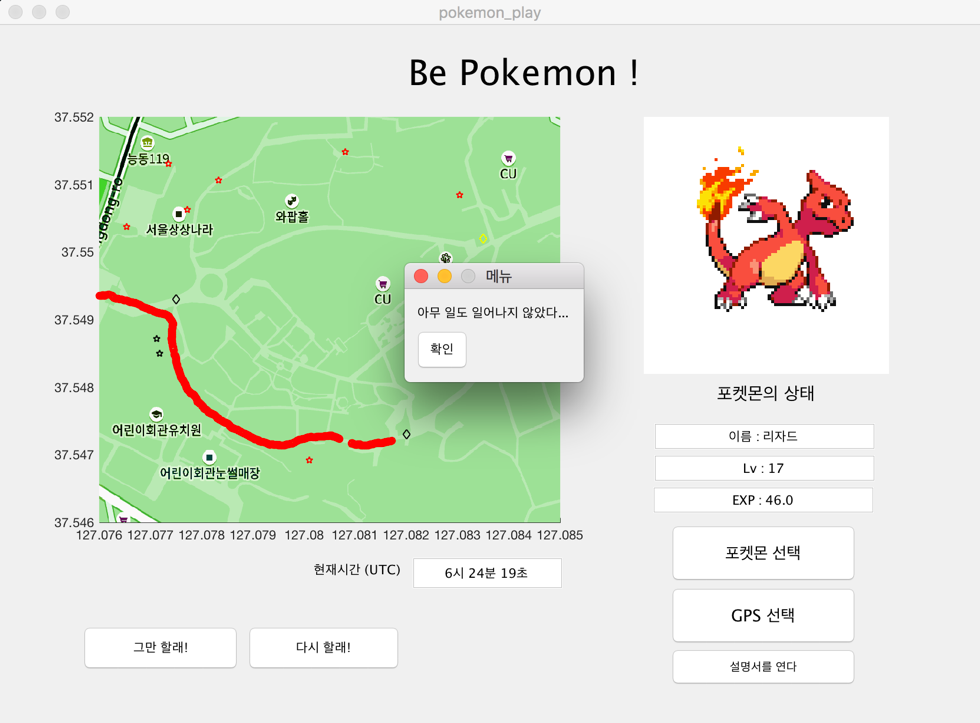 pokemon_play
Be Pokemon !
37.552
37.551
37.55
37.549
37.548
37.547
37.546
127.076 127.077 127.078 127.079 127.08 127.081 127.082 127.083 127.084 127.085
능동119
gdong-ro
서울상상나라
와팝홀
CU
CU
어린이회관유치원
어린이회관눈썰매장
메뉴
아무 일도 일어나지 않았다...
확인
현재시간 (UTC)
6시 24분 19초
그만 할래!
다시 할래!
포켓몬의 상태
이름 : 리자드
Lv : 17
EXP : 46.0
포켓몬 선택
GPS 선택
설명서를 연다